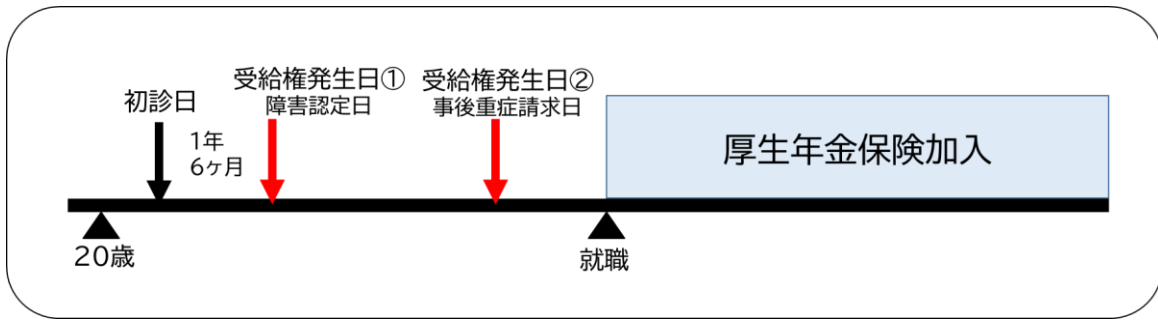 初診日
1年
6ヶ月
受給権発生日①
障害認定日
受給権発生日②
事後重症請求日
厚生年金保険加入
20歳
就職